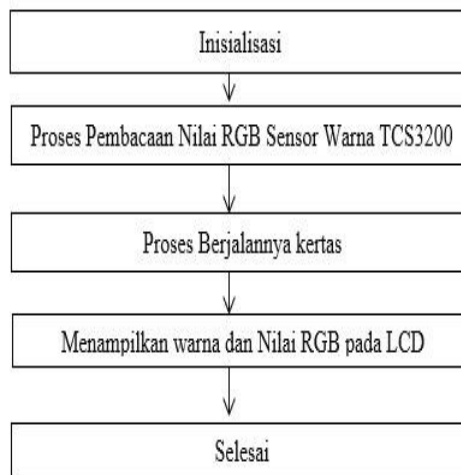 Inisialisasi
Proses Pembacaan Nilai RGB Sensor Warna TCS3200
Proses Berjalannya kertas
Menampilkan warna dan Nilai RGB pada LCD
Selesai